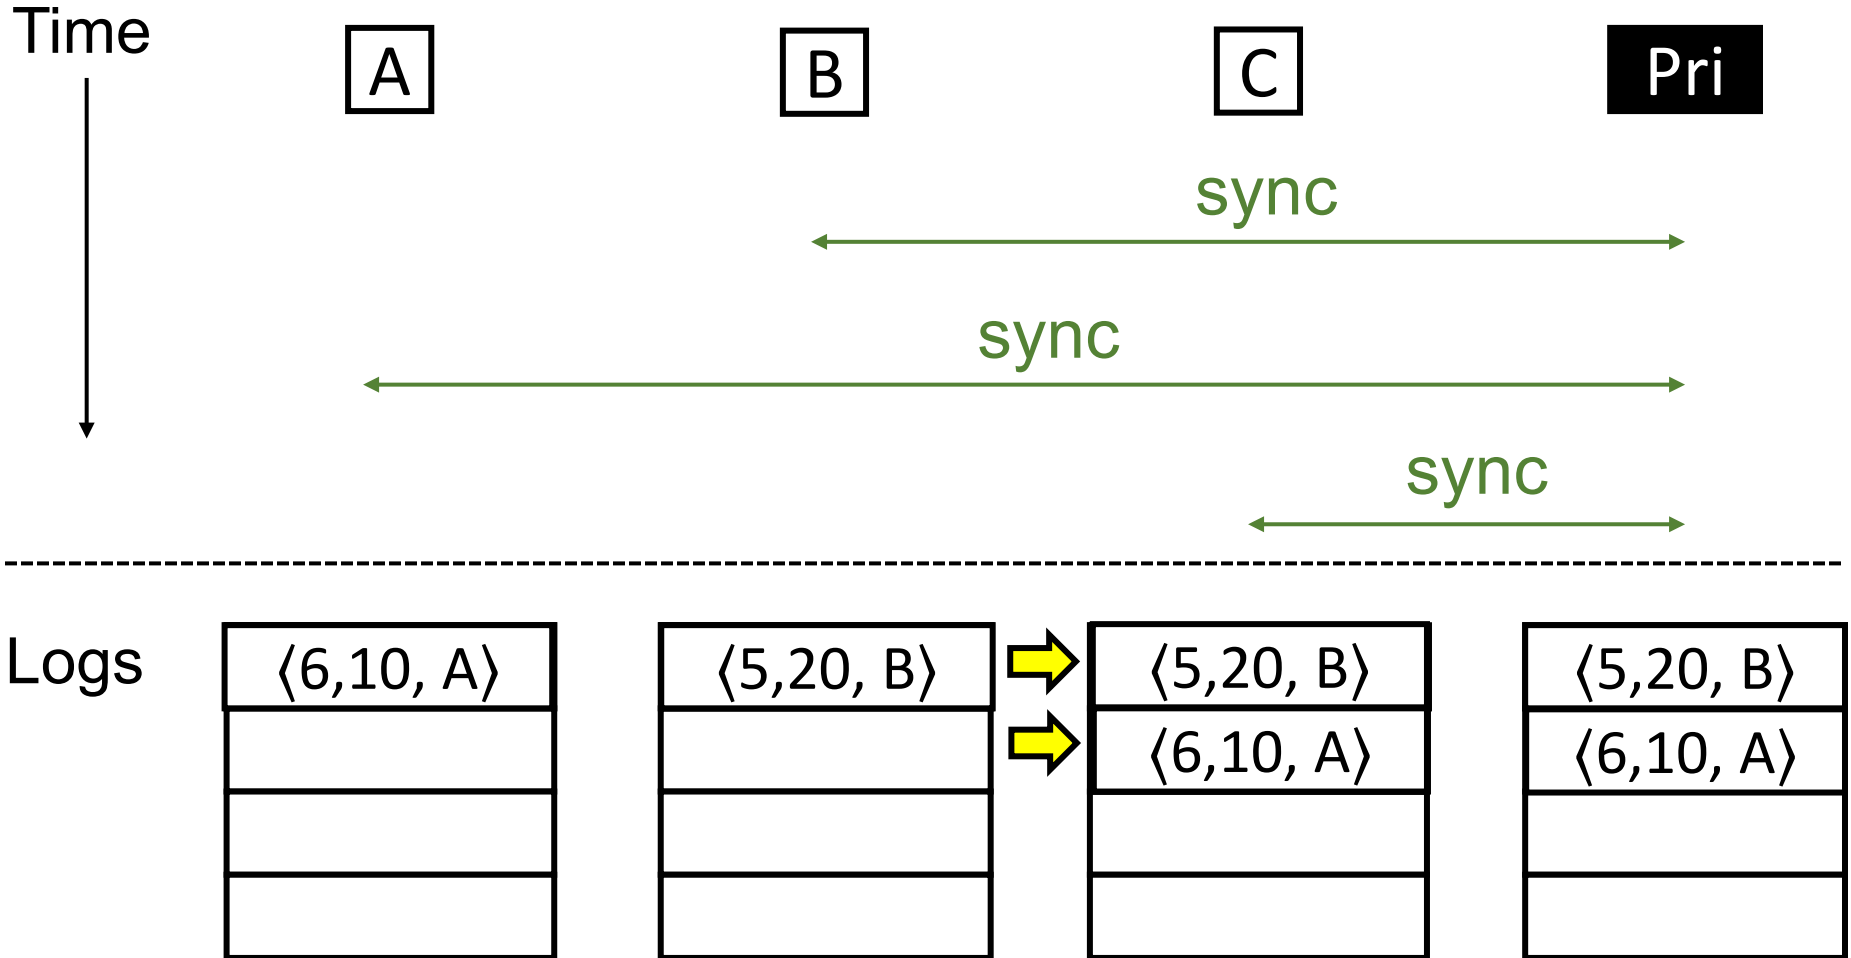 Time
A
B
C
Pri
sync
sync
sync
Logs
⟨6,10, A⟩
⟨5,20, B⟩
⟨5,20, B⟩
⟨5,20, B⟩
⟨6,10, A⟩
⟨6,10, A⟩